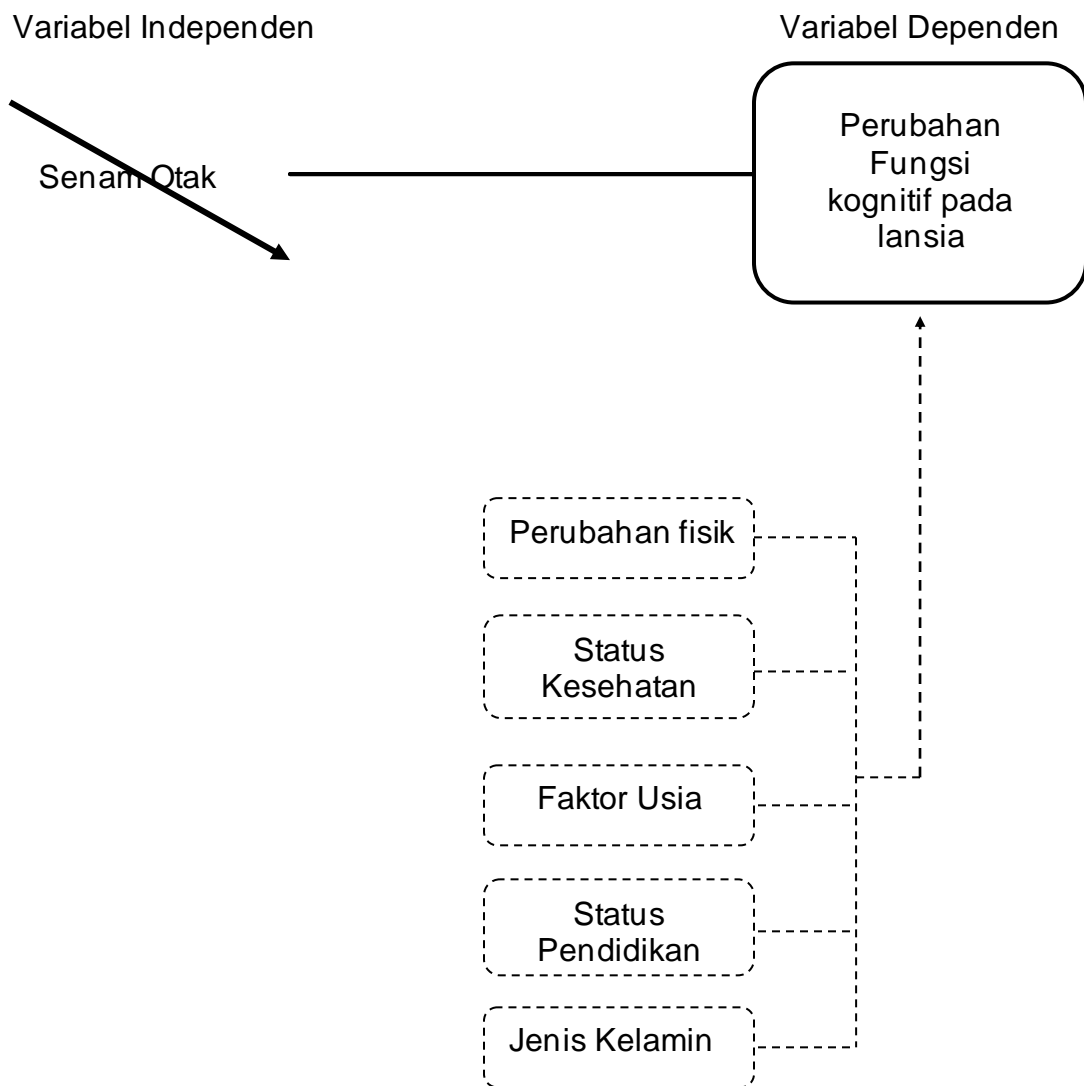 Variabel Independen
Variabel Dependen
Senam Otak
Perubahan
Fungsi
kognitif pada
lansia
Perubahan fisik
Status
Kesehatan
Faktor Usia
Status
Pendidikan
Jenis Kelamin